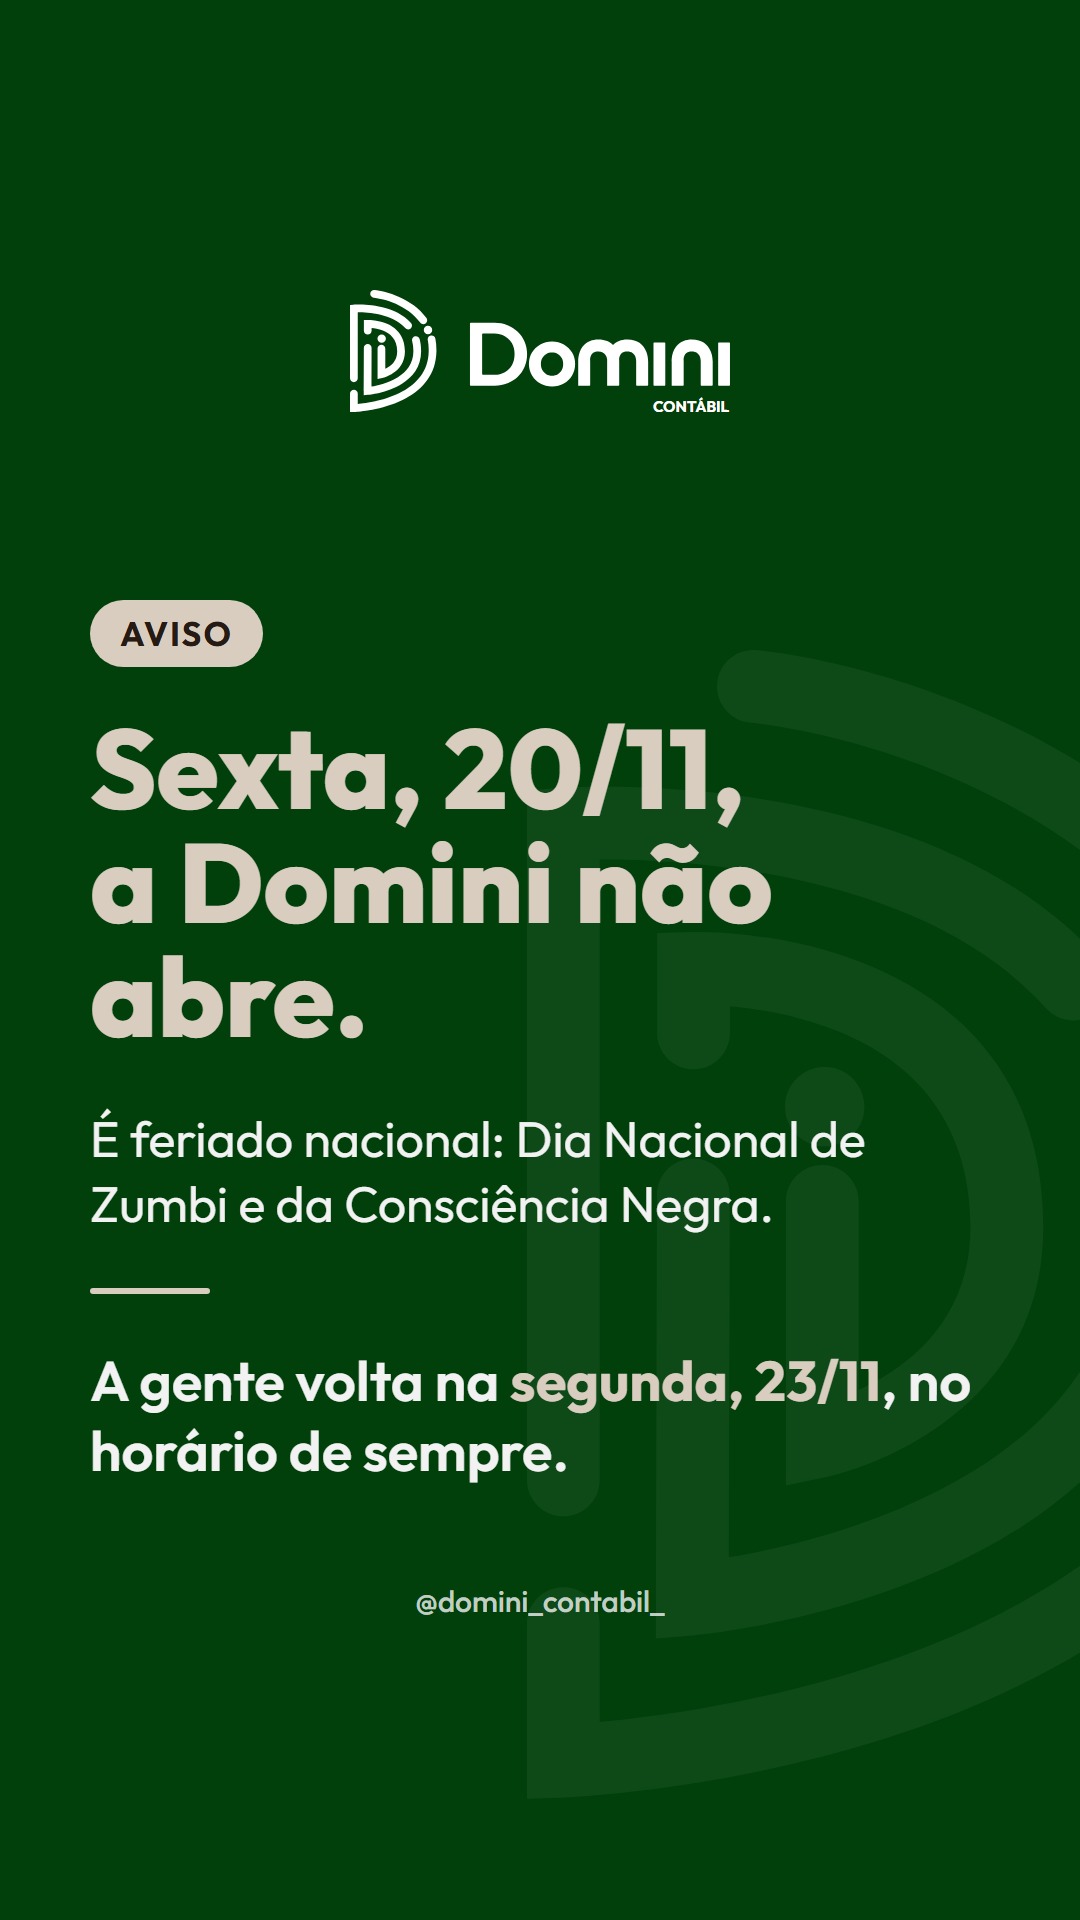 Domini
CONTÁBIL
AVISO
Sexta, 20/11,
a Domini não
abre.
É feriado nacional: Dia Nacional de
Zumbi e da Consciência Negra.
A gente volta na segunda, 23/11, no
horário de sempre.
@domini_contabil_